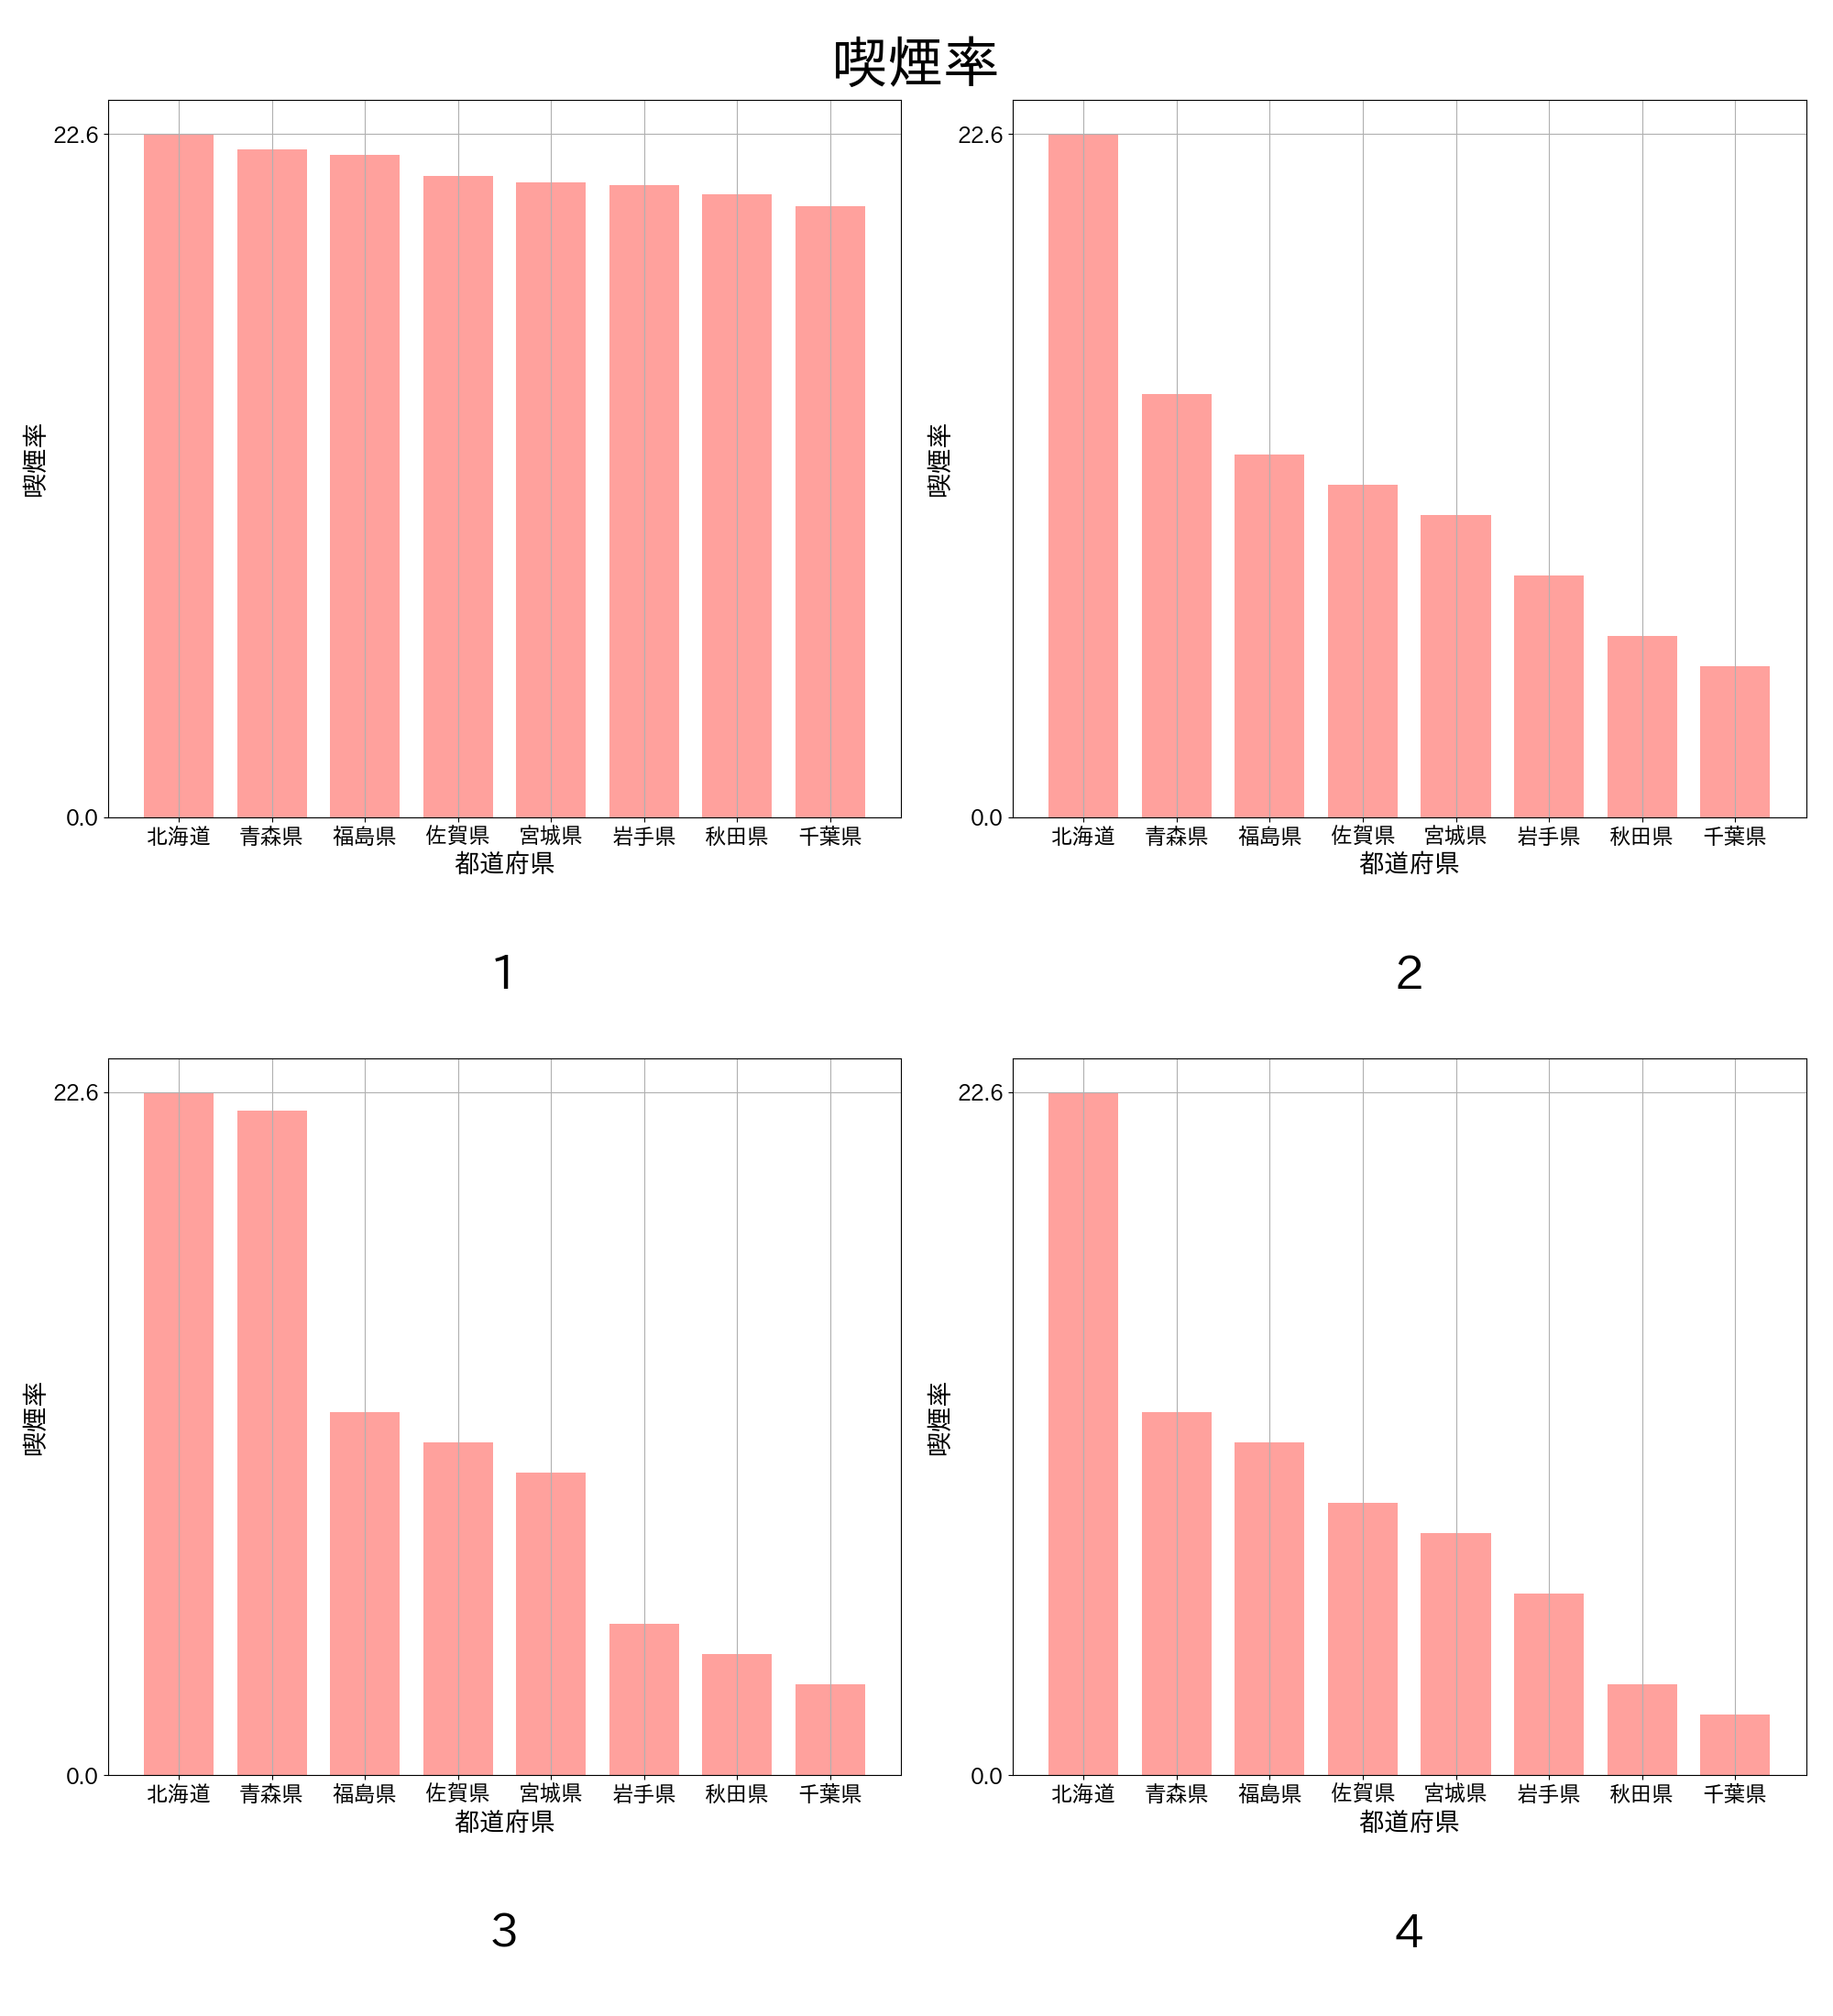 喫煙率
22.6
0.0
喫煙率
北海道 青森県 福島県 佐賀県 宮城県 岩手県 秋田県 千葉県
都道府県
1
22.6
0.0
喫煙率
北海道 青森県 福島県 佐賀県 宮城県 岩手県 秋田県 千葉県
都道府県
2
22.6
0.0
喫煙率
北海道 青森県 福島県 佐賀県 宮城県 岩手県 秋田県 千葉県
都道府県
3
22.6
0.0
喫煙率
北海道 青森県 福島県 佐賀県 宮城県 岩手県 秋田県 千葉県
都道府県
4